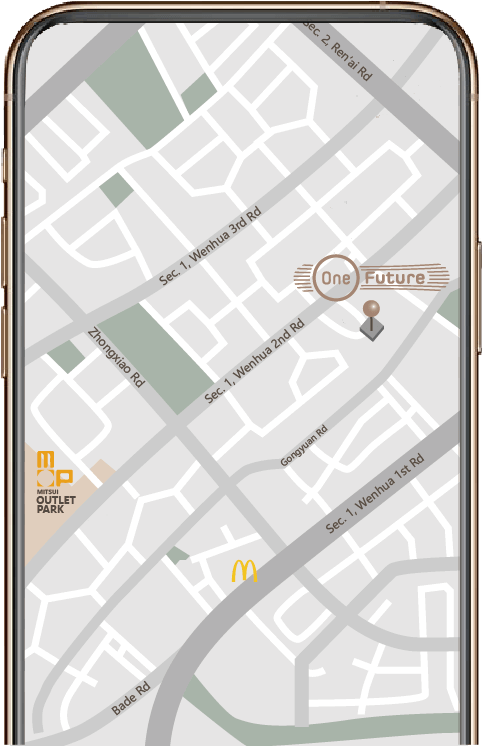 Sec. 2, Ren'ai Rd
Sec. 1, Wenhua 3rd Rd
One Future
Zhongxiao Rd
Sec. 1, Wenhua 2nd Rd
Gongyuan Rd
Sec. 1, Wenhua 1st Rd
MOP
MITSUI
OUTLET
PARK
Bade Rd